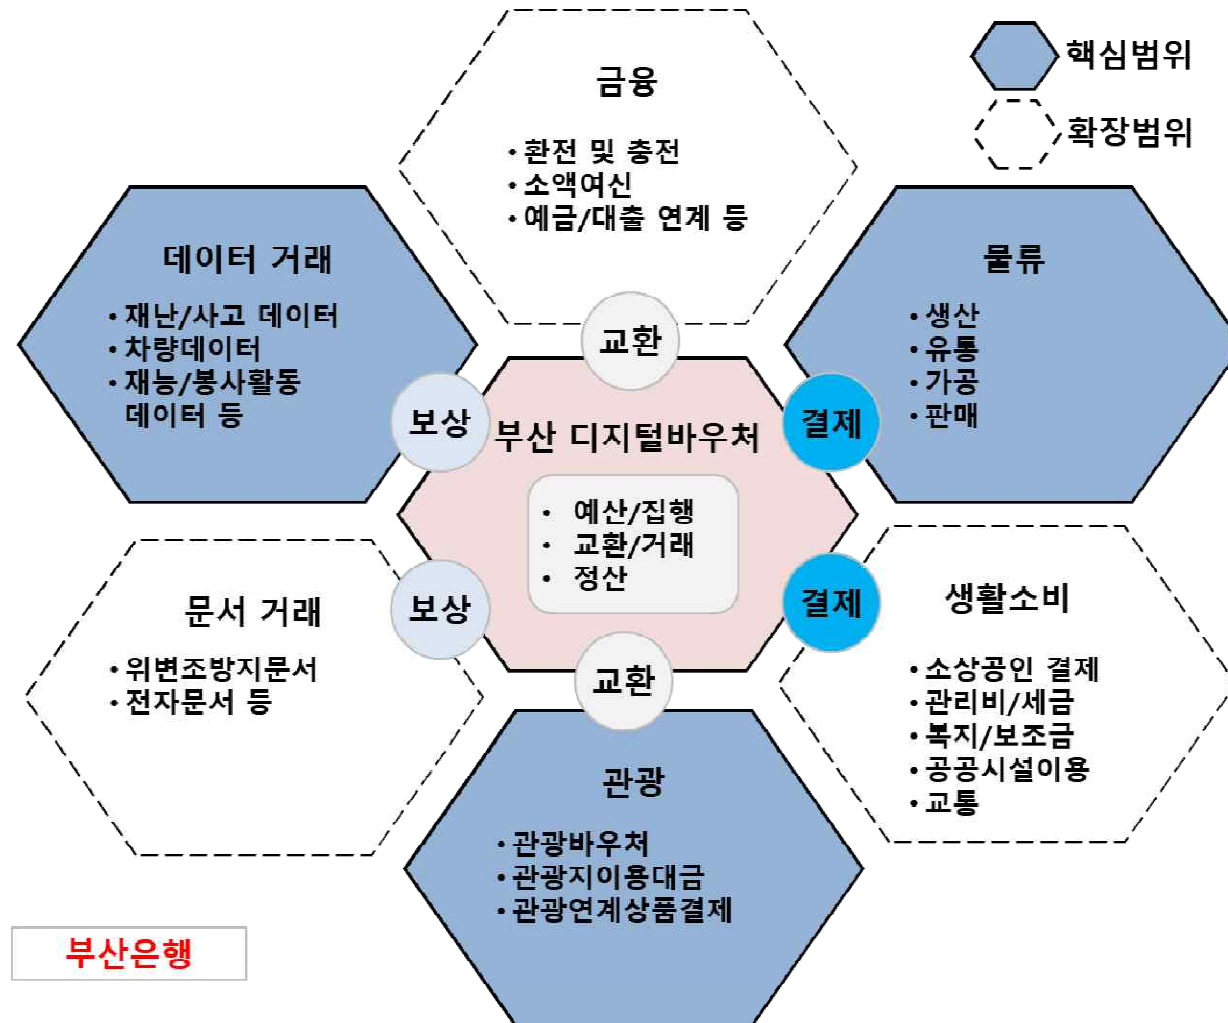 핵심범위
확장범위
금융
• 환전 및 충전
• 소액여신
• 예금/대출 연계 등
데이터 거래
• 재난/사고 데이터
• 차량데이터
• 재능/봉사활동
데이터 등
물류
• 생산
• 유통
• 가공
• 판매
교환
보상
결제
부산 디지털바우처
• 예산/집행
• 교환/거래
• 정산
보상
결제
교환
문서 거래
• 위변조방지문서
• 전자문서 등
생활소비
• 소상공인 결제
• 관리비/세금
• 복지/보조금
• 공공시설이용
• 교통
관광
• 관광바우처
• 관광지이용대금
• 관광연계상품결제
부산은행